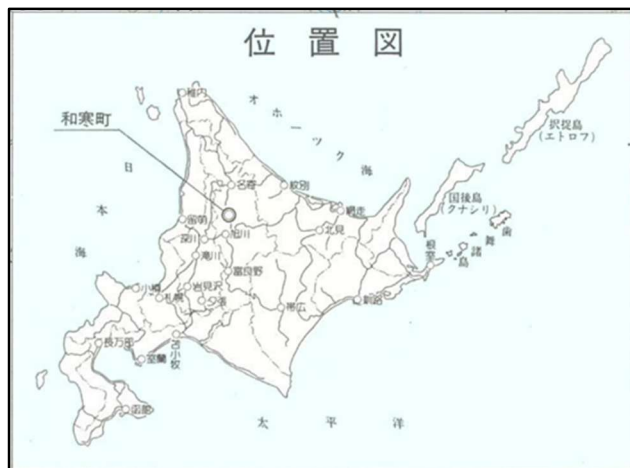 位置図
和寒町
稚内
オホーツク海
択捉島
(エトロフ)
国後島
(クナシリ)
歯舞諸島
日本海
名寄
紋別
網走
留萌
旭川
北見
深川
滝川
富良野
根室
小樽
札幌
岩見沢
夕張
帯広
釧路
苫小牧
長万部
室蘭
函館
太平洋